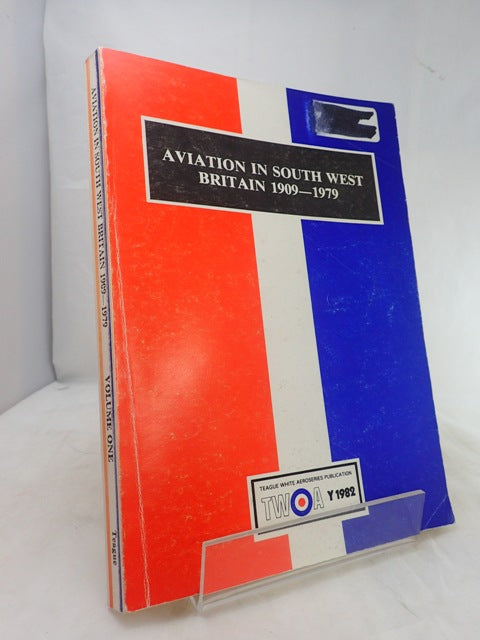 AVIATION IN SOUTH WEST
BRITAIN 1909—1979
TEAGUE WHITE AEROSERIES PUBLICATION
TWOA Y 1982
AVIATION IN SOUTH WEST BRITAIN 1909—1979 VOLUME ONE Teague